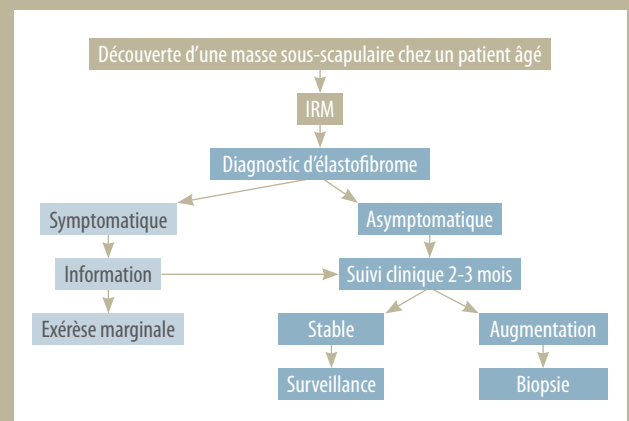 Découverte d'une masse sous-scapulaire chez un patient âgé
IRM
Diagnostic d'élastofibrome
Symptomatique
Asymptomatique
Information
Suivi clinique 2-3 mois
Exérèse marginale
Stable
Augmentation
Surveillance
Biopsie